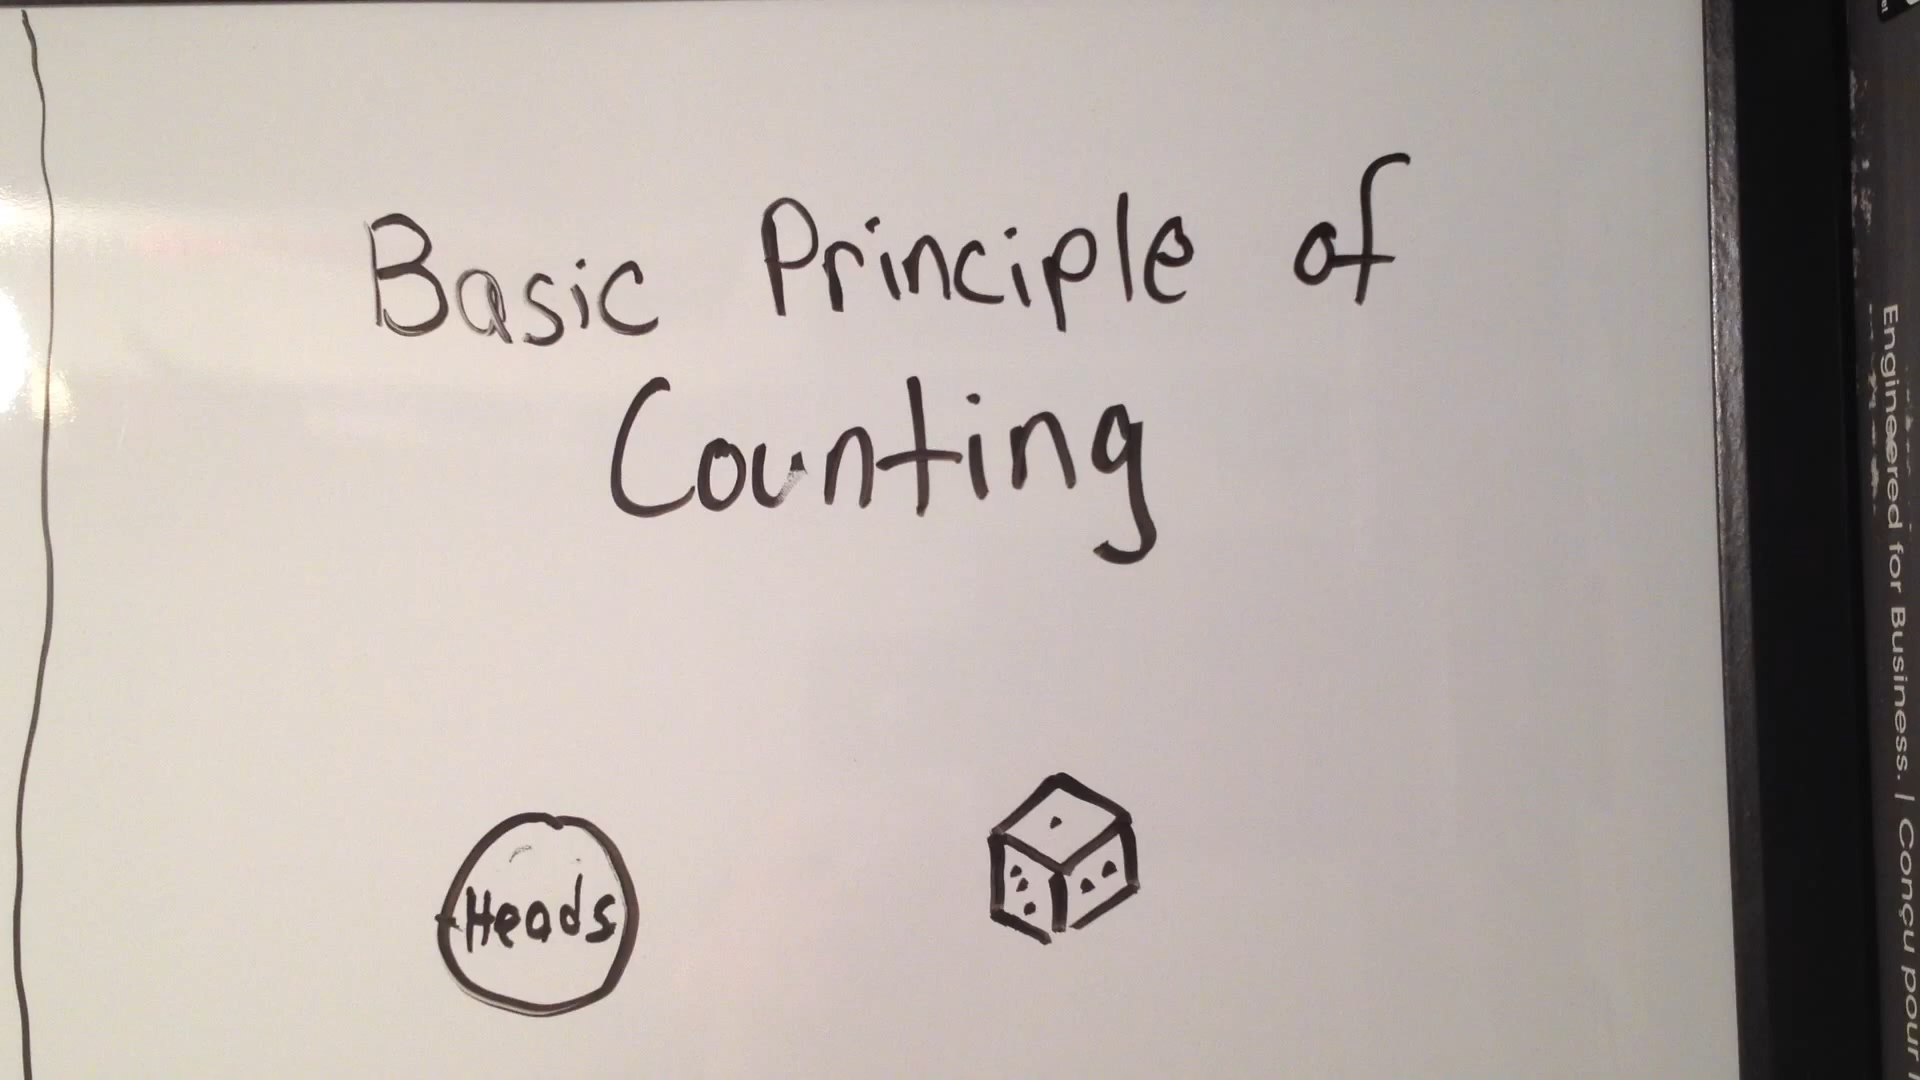 Basic Principle of
Counting
Heads
Engineered for Business. | Conçu pour